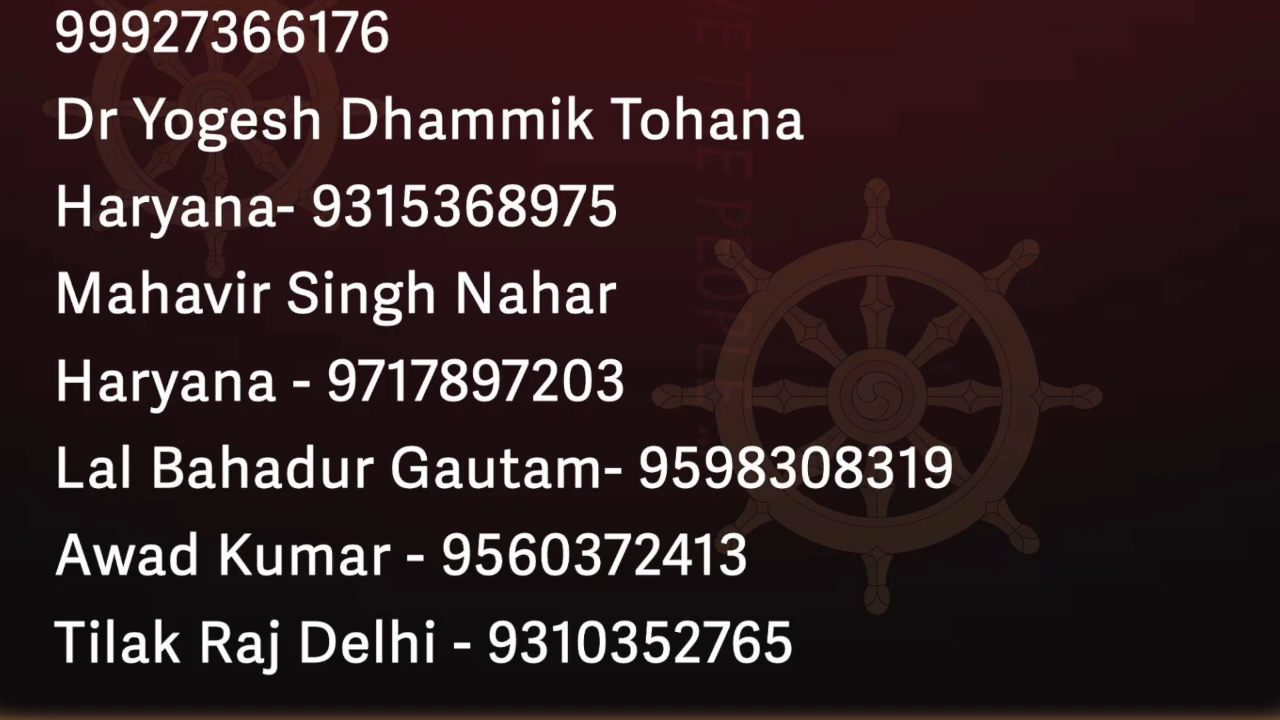 99927366176
Dr Yogesh Dhammik Tohana
Haryana- 9315368975
Mahavir Singh Nahar
Haryana - 9717897203
Lal Bahadur Gautam- 9598308319
Awad Kumar - 9560372413
Tilak Raj Delhi - 9310352765